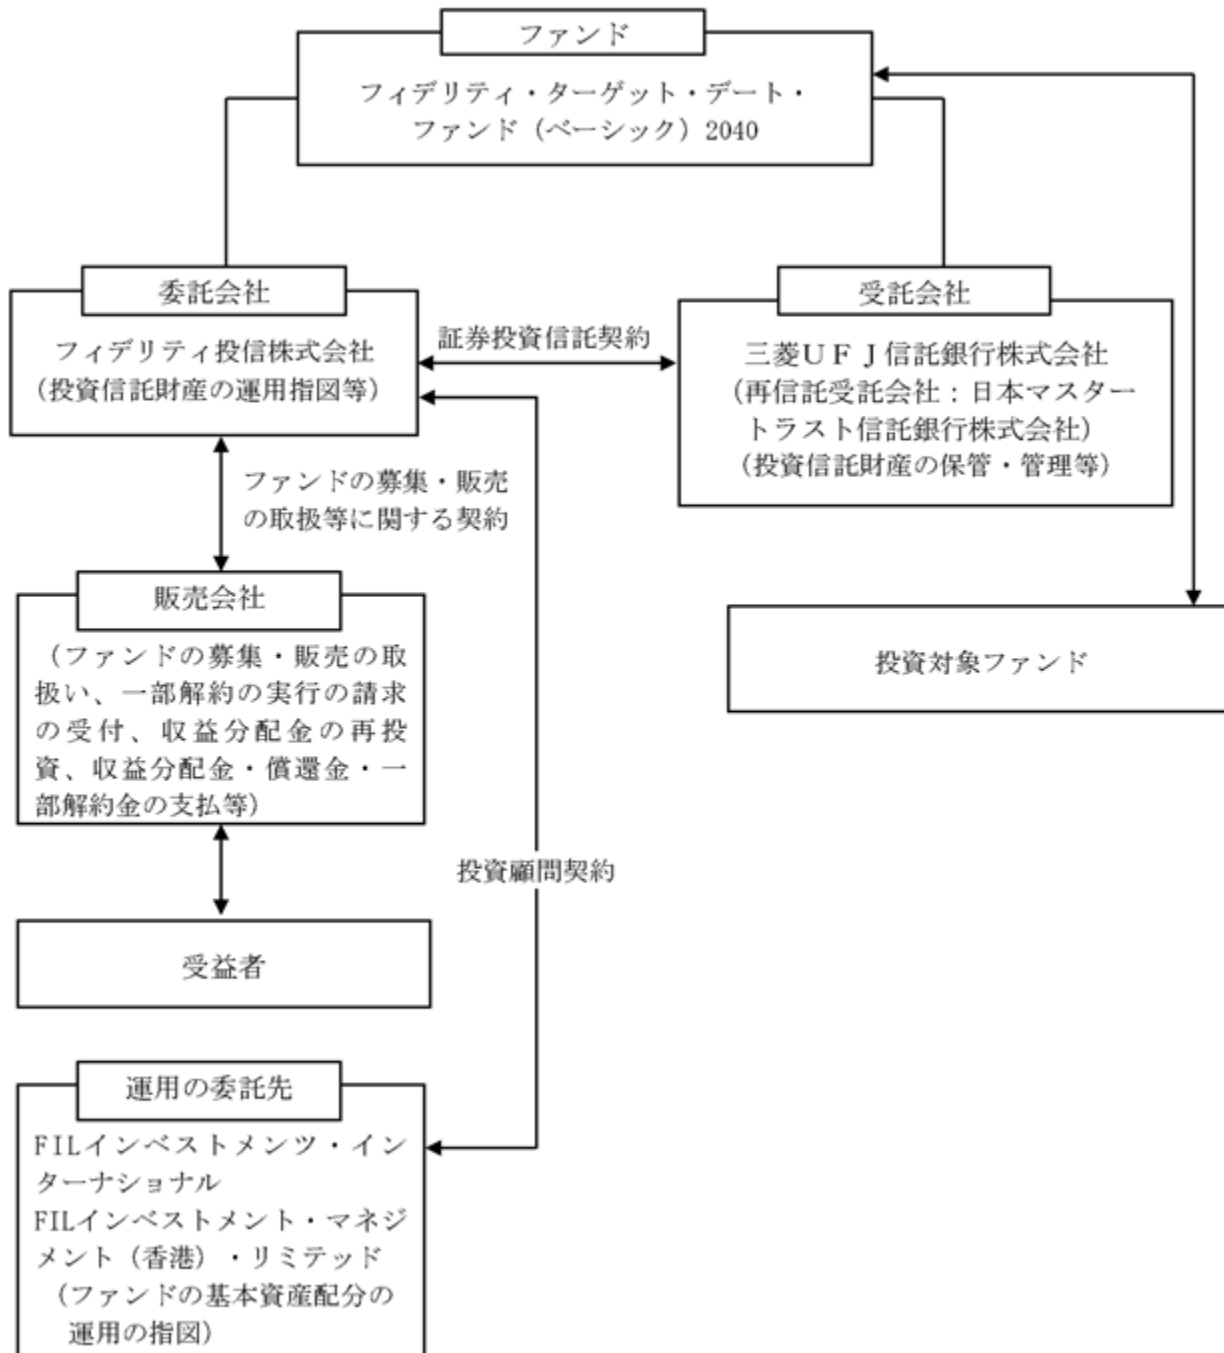 ファンド
フィデリティ・ターゲット・デート・
ファンド（ベーシック）2040
委託会社
フィデリティ投信株式会社
（投資信託財産の運用指図等）
証券投資信託契約
受託会社
三菱ＵＦＪ信託銀行株式会社
（再信託受託会社：日本マスター
トラスト信託銀行株式会社）
（投資信託財産の保管・管理等）
ファンドの募集・販売
の取扱等に関する契約
販売会社
（ファンドの募集・販売の取
扱い、一部解約の実行の請求
の受付、収益分配金の再投
資、収益分配金・償還金・一
部解約金の支払等）
投資対象ファンド
投資顧問契約
受益者
運用の委託先
FILインベストメンツ・イン
ターナショナル
FILインベストメント・マネジ
メント（香港）・リミテッド
（ファンドの基本資産配分の
運用の指図）